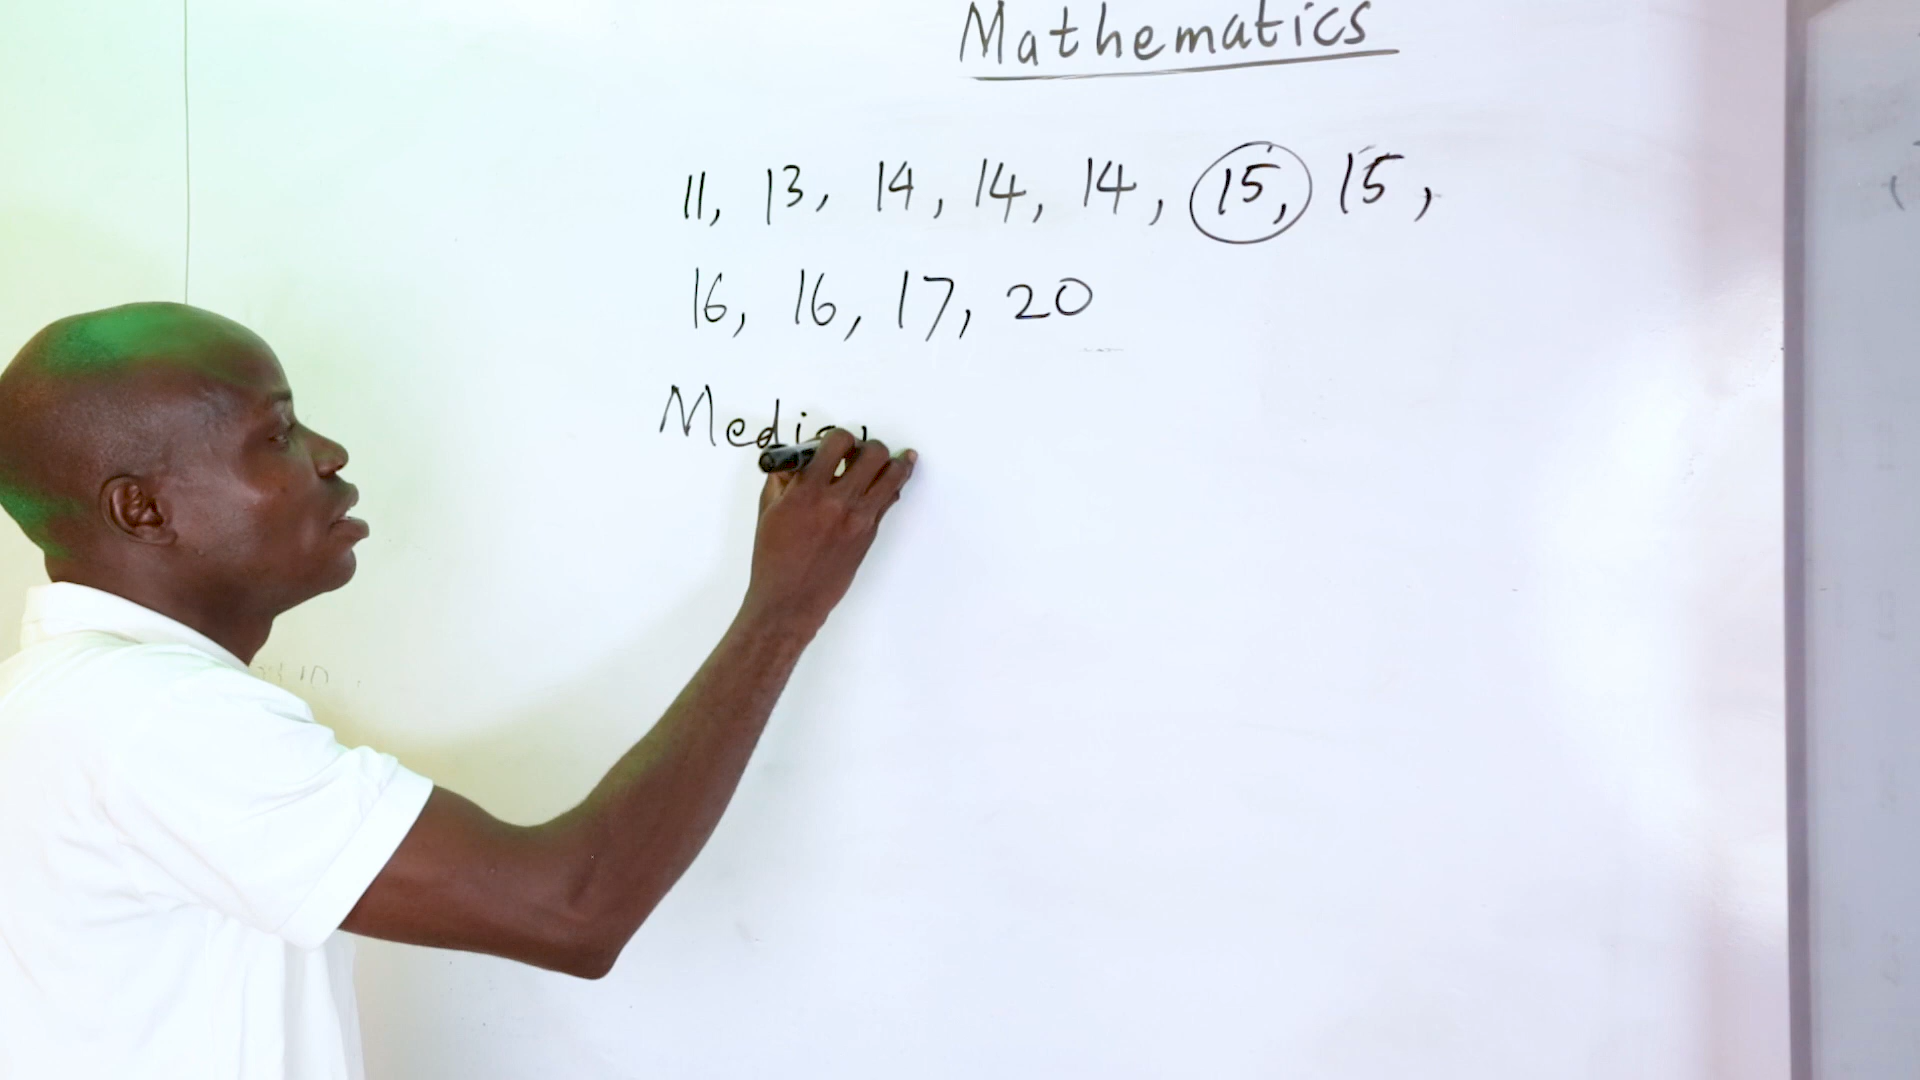 Mathematics
11, 13, 14, 14, 14, 15, 15,
16, 16, 17, 20